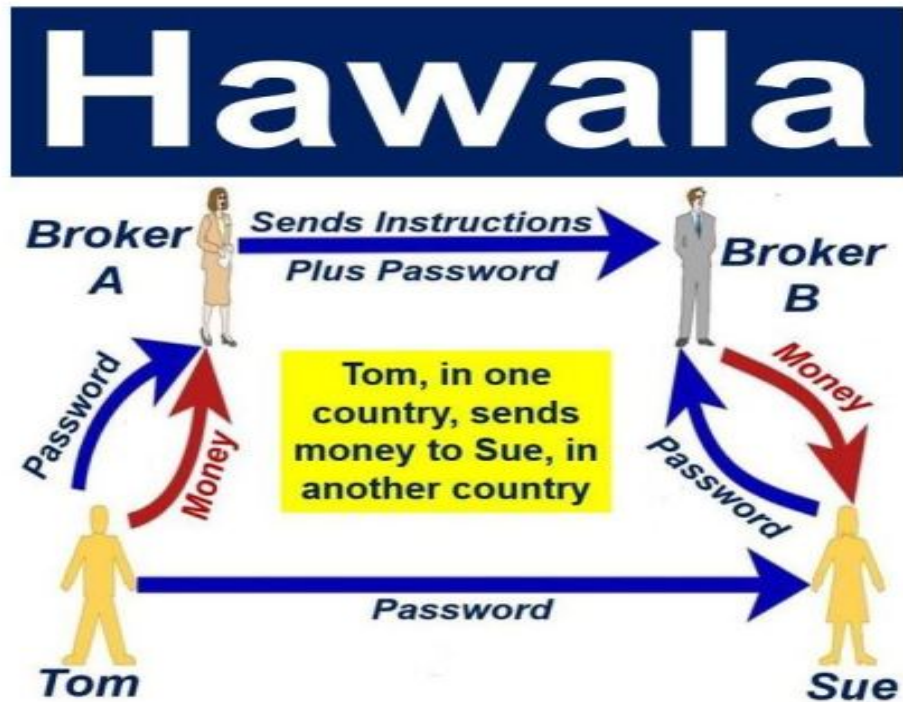 Hawala
Broker
A
Sends Instructions
Plus Password
Broker
B
Password
Money
Tom, in one
country, sends
money to Sue, in
another country
Money
Password
Password
Tom
Sue